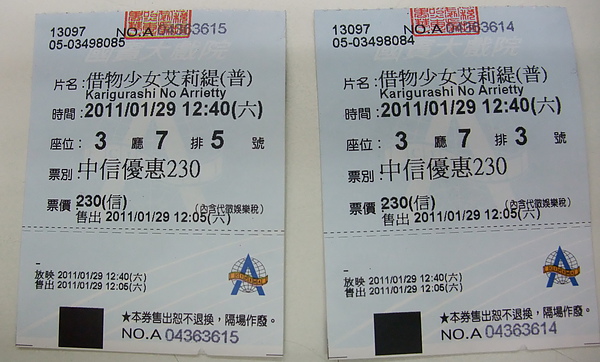 13097
NO.A 04363615
05-03498085
片名:借物少女艾莉緹(普)
Karigurashi No Arrietty
時間:2011/01/29 12:40(六)
座位: 3 廳 7 排 5 號
票別:中信優惠230
票價:230(信) (內含代徵娛樂稅)
售出 2011/01/29 12:05(六)
放映 2011/01/29 12:40(六)
售出 2011/01/29 12:05(六)
★本券售出恕不退換,隔場作廢。
NO.A 04363615
13097
NO.A 04363614
05-03498084
片名:借物少女艾莉緹(普)
Karigurashi No Arrietty
時間:2011/01/29 12:40(六)
座位: 3 廳 7 排 3 號
票別:中信優惠230
票價:230(信) (內含代徵娛樂稅)
售出 2011/01/29 12:05(六)
放映 2011/01/29 12:40(六)
售出 2011/01/29 12:05(六)
★本券售出恕不退換,隔場作廢。
NO.A 04363614